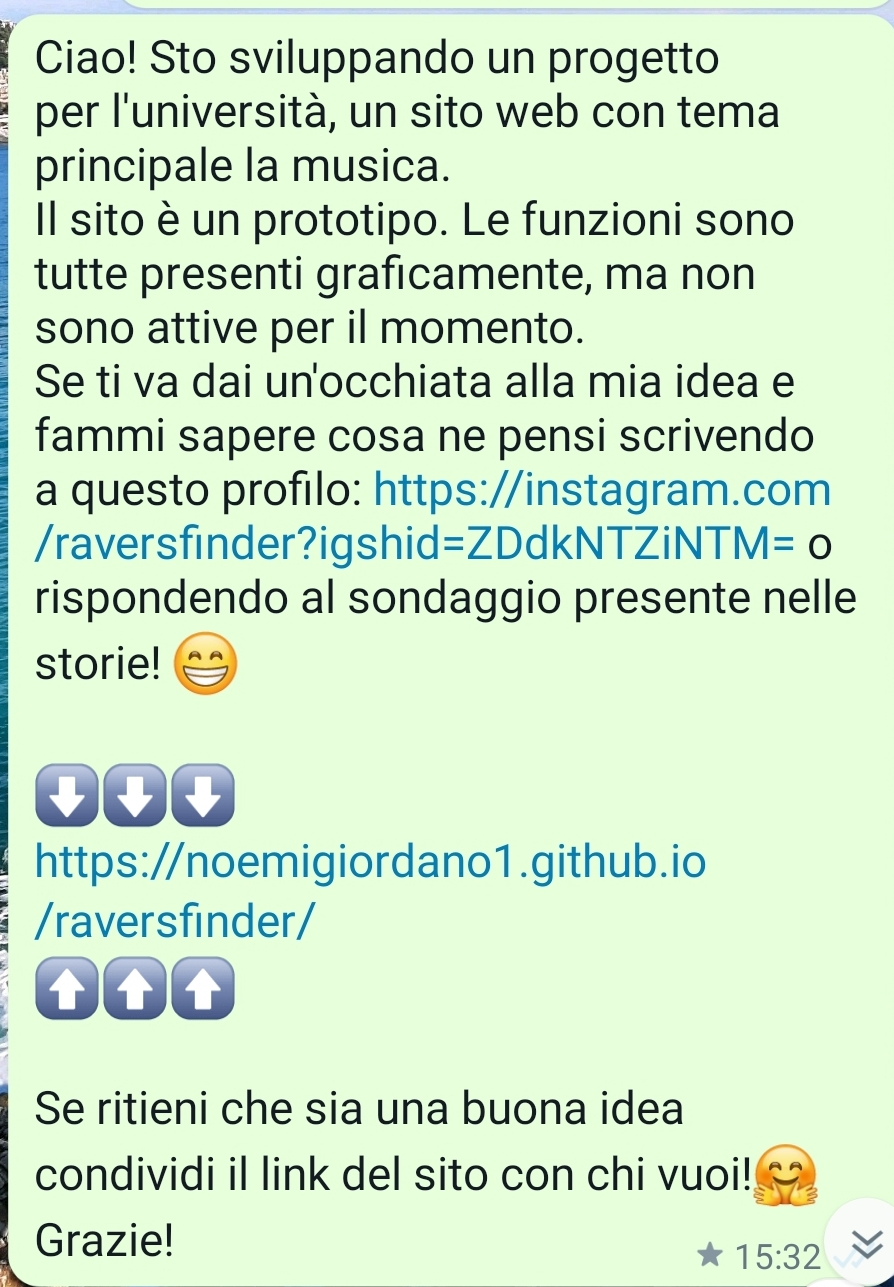 Ciao! Sto sviluppando un progetto
per l'università, un sito web con tema
principale la musica.
Il sito è un prototipo. Le funzioni sono
tutte presenti graficamente, ma non
sono attive per il momento.
Se ti va dai un'occhiata alla mia idea e
fammi sapere cosa ne pensi scrivendo
a questo profilo: https://instagram.com
/raversfinder?igshid=ZDdkNTZiNTM= o
rispondendo al sondaggio presente nelle
storie! 😁
⬇️⬇️⬇️
https://noemigiordano1.github.io
/raversfinder/
⬆️⬆️⬆️
Se ritieni che sia una buona idea
condividi il link del sito con chi vuoi!🤗
Grazie!
15:32